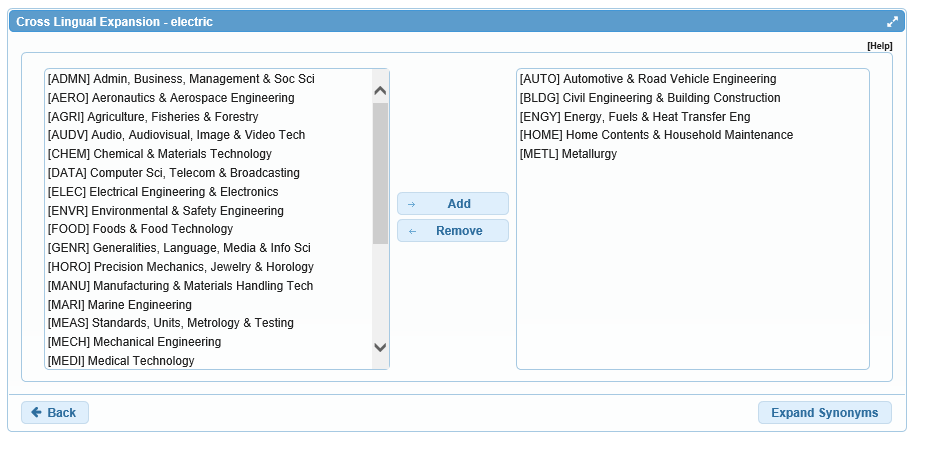 Cross Lingual Expansion - electric
[Help]
[ADMN] Admin, Business, Management & Soc Sci
[AERO] Aeronautics & Aerospace Engineering
[AGRI] Agriculture, Fisheries & Forestry
[AUDV] Audio, Audiovisual, Image & Video Tech
[CHEM] Chemical & Materials Technology
[DATA] Computer Sci, Telecom & Broadcasting
[ELEC] Electrical Engineering & Electronics
[ENVR] Environmental & Safety Engineering
[FOOD] Foods & Food Technology
[GENR] Generalities, Language, Media & Info Sci
[HORO] Precision Mechanics, Jewelry & Horology
[MANU] Manufacturing & Materials Handling Tech
[MARI] Marine Engineering
[MEAS] Standards, Units, Metrology & Testing
[MECH] Mechanical Engineering
[MEDI] Medical Technology
Add
Remove
[AUTO] Automotive & Road Vehicle Engineering
[BLDG] Civil Engineering & Building Construction
[ENGY] Energy, Fuels & Heat Transfer Eng
[HOME] Home Contents & Household Maintenance
[METL] Metallurgy
Back
Expand Synonyms